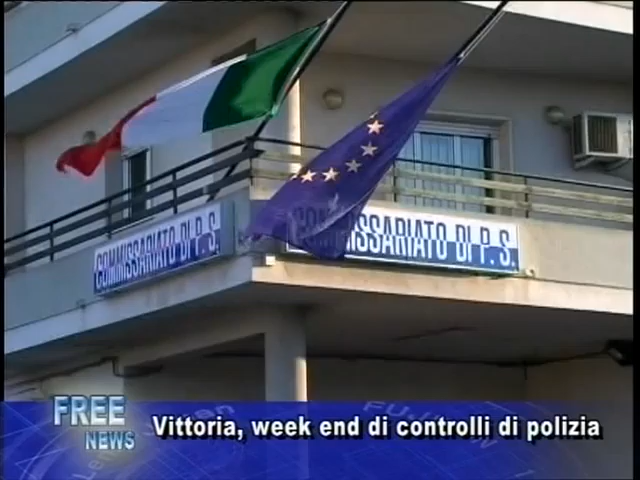 COMMISSARIATO DI P.S.
COMMISSARIATO DI P.S.
FREE
NEWS
Vittoria, week end di controlli di polizia